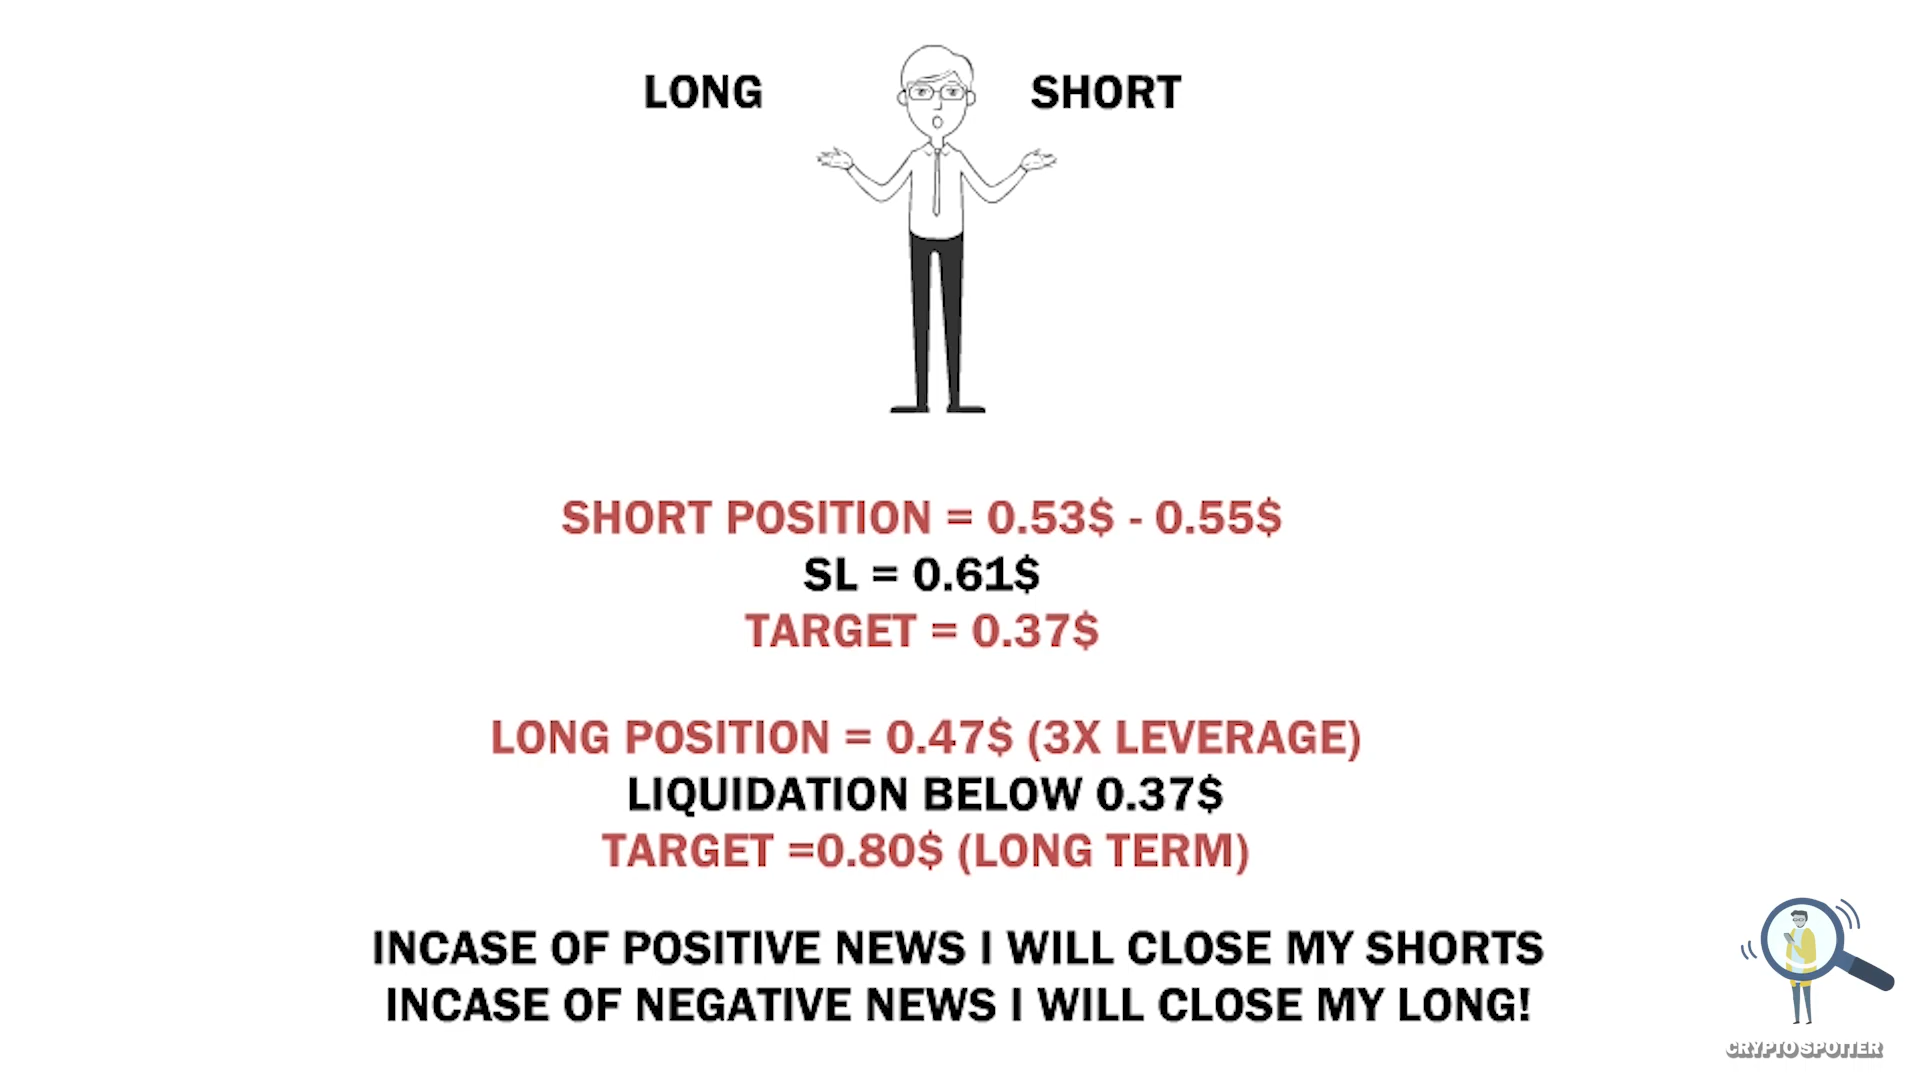 LONG
SHORT
SHORT POSITION = 0.53$ - 0.55$
SL = 0.61$
TARGET = 0.37$
LONG POSITION = 0.47$ (3X LEVERAGE)
LIQUIDATION BELOW 0.37$
TARGET =0.80$ (LONG TERM)
INCASE OF POSITIVE NEWS I WILL CLOSE MY SHORTS
INCASE OF NEGATIVE NEWS I WILL CLOSE MY LONG!
CRYPTO SPOTTER